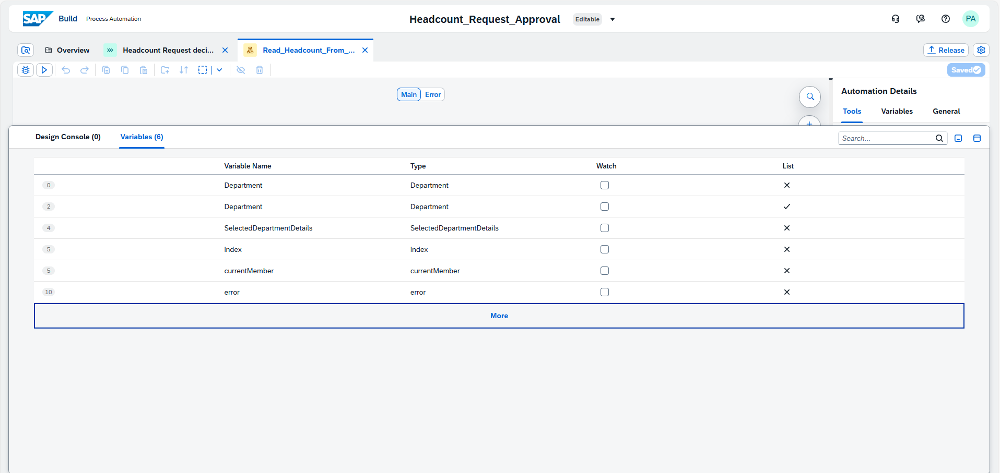 SAP Build Process Automation
Headcount_Request_Approval Editable
PA
Overview
Headcount Request deci...
Read_Headcount_From_...
Release
Saved
Main Error
Automation Details
Tools Variables General
Design Console (0) Variables (6)
Search...
Variable Name Type Watch List
0 Department Department
2 Department Department
4 SelectedDepartmentDetails SelectedDepartmentDetails
5 index index
5 currentMember currentMember
10 error error
More